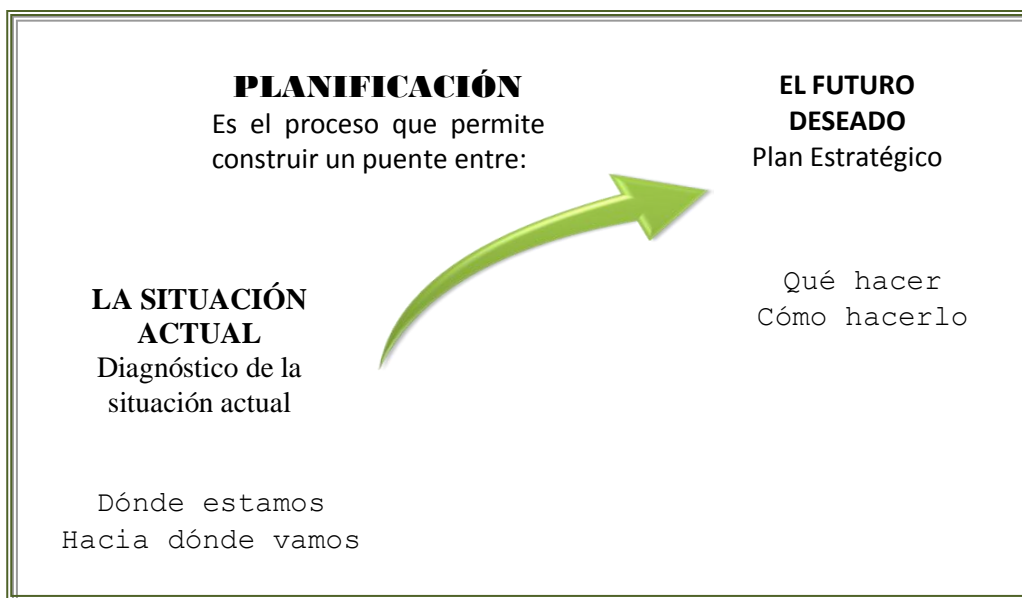 PLANIFICACIÓN
Es el proceso que permite
construir un puente entre:
EL FUTURO
DESEADO
Plan Estratégico
Qué hacer
Cómo hacerlo
LA SITUACIÓN
ACTUAL
Diagnóstico de la
situación actual
Dónde estamos
Hacia dónde vamos